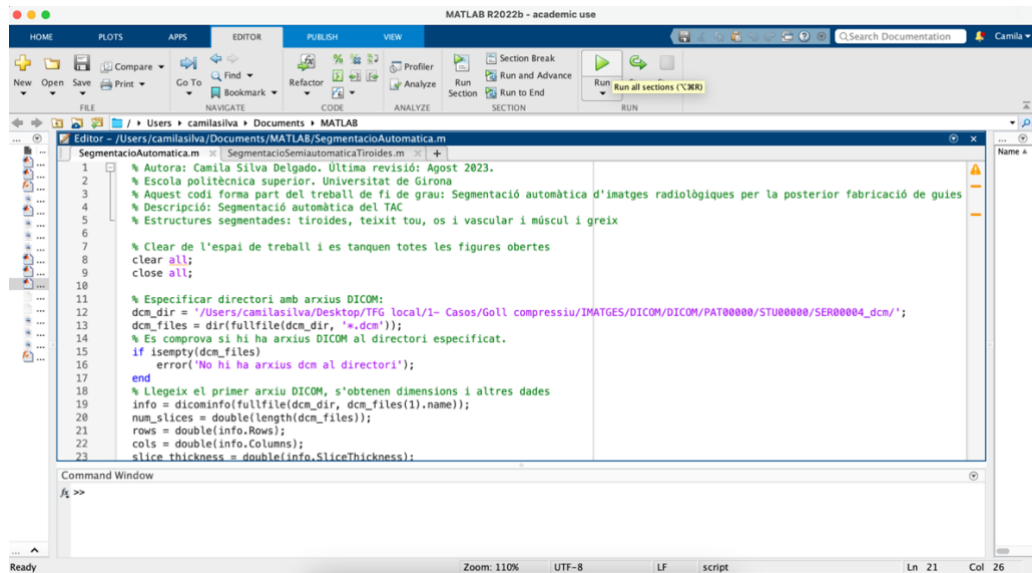 MATLAB R2022b - academic use
HOME PLOTS APPS EDITOR PUBLISH VIEW Search Documentation Camila
New Open Save Compare Print Go To Find Bookmark Refactor Profiler Analyze Run Section Section Break Run and Advance Run to End Run
Run all sections (⌥⌘R)
FILE NAVIGATE CODE ANALYZE SECTION RUN
/ Users camilasilva Documents MATLAB
Editor - /Users/camilasilva/Documents/MATLAB/SegmentacioAutomatica.m
SegmentacioAutomatica.m SegmentacioSemiautomaticaTiroides.m + Name
1 % Autora: Camila Silva Delgado. Última revisió: Agost 2023.
2 % Escola politècnica superior. Universitat de Girona
3 % Aquest codi forma part del treball de fi de grau: Segmentació automàtica d'imatges radiològiques per la posterior fabricació de guies
4 % Descripció: Segmentació automàtica del TAC
5 % Estructures segmentades: tiroides, teixit tou, os i vascular i múscul i greix
6
7 % Clear de l'espai de treball i es tanquen totes les figures obertes
8 clear all;
9 close all;
10
11 % Especificar directori amb arxius DICOM:
12 dcm_dir = '/Users/camilasilva/Desktop/TFG local/1- Casos/Goll compressiu/IMATGES/DICOM/DICOM/PAT00000/STU00000/SER00004_dcm/';
13 dcm_files = dir(fullfile(dcm_dir, '*.dcm'));
14 % Es comprova si hi ha arxius DICOM al directori especificat.
15 if isempty(dcm_files)
16 error('No hi ha arxius dcm al directori');
17 end
18 % Llegeix el primer arxiu DICOM, s'obtenen dimensions i altres dades
19 info = dicominfo(fullfile(dcm_dir, dcm_files(1).name));
20 num_slices = double(length(dcm_files));
21 rows = double(info.Rows);
22 cols = double(info.Columns);
23 slice_thickness = double(info.SliceThickness);
Command Window
fx >>
Ready Zoom: 110% UTF-8 LF script Ln 21 Col 26